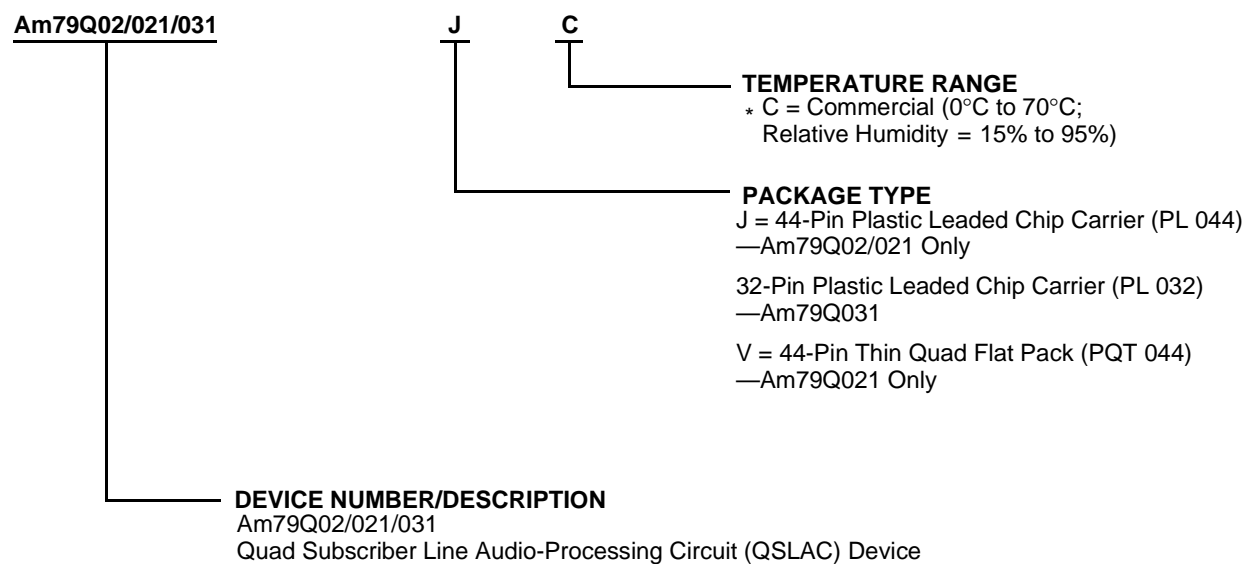 Am79Q02/021/031 J C
TEMPERATURE RANGE
* C = Commercial (0°C to 70°C;
Relative Humidity = 15% to 95%)
PACKAGE TYPE
J = 44-Pin Plastic Leaded Chip Carrier (PL 044)
—Am79Q02/021 Only
32-Pin Plastic Leaded Chip Carrier (PL 032)
—Am79Q031
V = 44-Pin Thin Quad Flat Pack (PQT 044)
—Am79Q021 Only
DEVICE NUMBER/DESCRIPTION
Am79Q02/021/031
Quad Subscriber Line Audio-Processing Circuit (QSLAC) Device